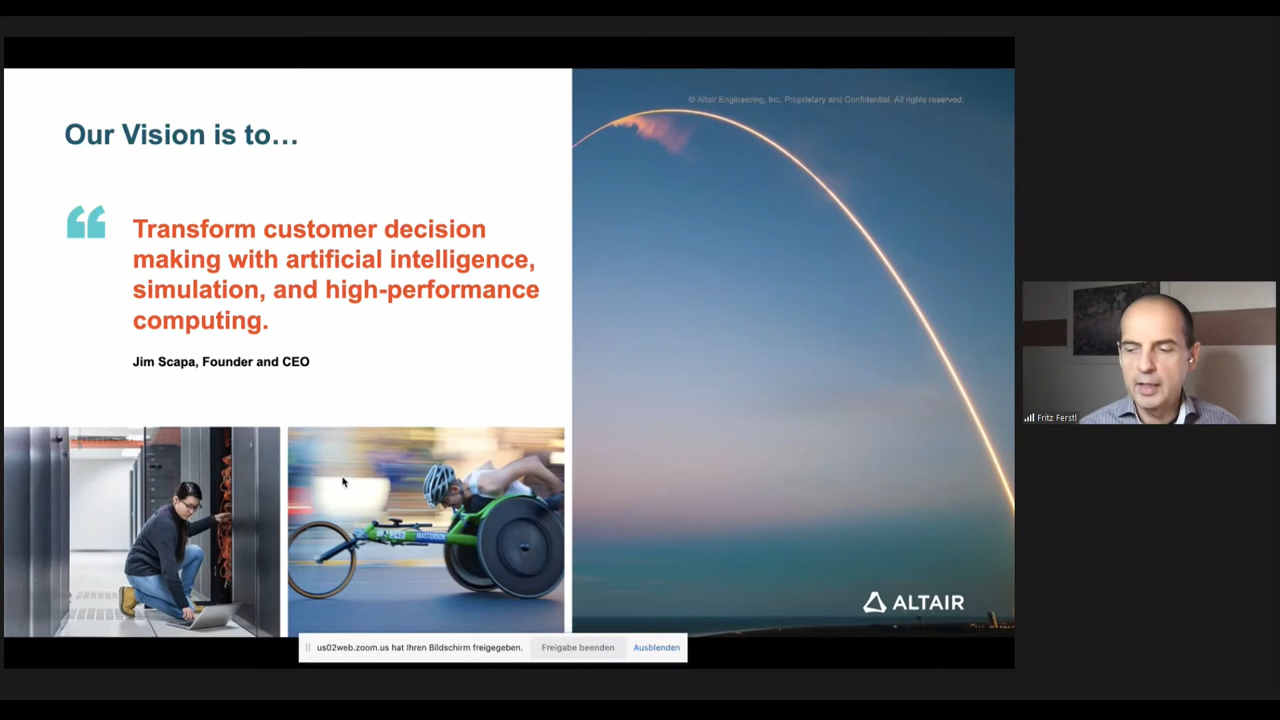 © Altair Engineering, Inc. Proprietary and Confidential. All rights reserved.
Our Vision is to…
“
Transform customer decision
making with artificial intelligence,
simulation, and high-performance
computing.
Jim Scapa, Founder and CEO
MASTERSON
ALTAIR
Fritz Ferstl
us02web.zoom.us hat Ihren Bildschirm freigegeben.
Freigabe beenden
Ausblenden